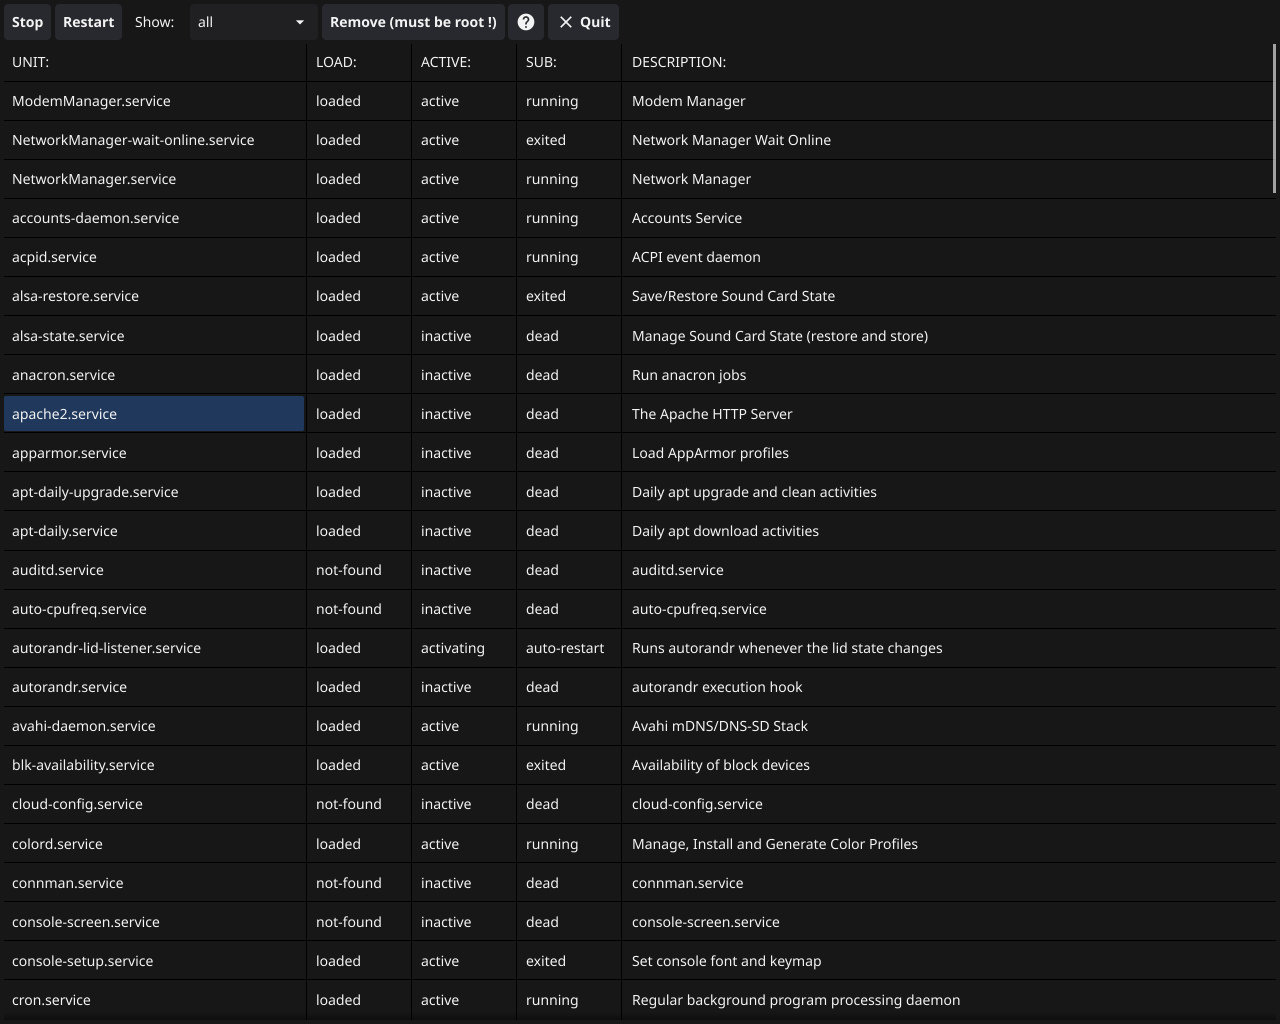 Stop Restart Show: all Remove (must be root !) ? Quit
UNIT: LOAD: ACTIVE: SUB: DESCRIPTION:
ModemManager.service loaded active running Modem Manager
NetworkManager-wait-online.service loaded active exited Network Manager Wait Online
NetworkManager.service loaded active running Network Manager
accounts-daemon.service loaded active running Accounts Service
acpid.service loaded active running ACPI event daemon
alsa-restore.service loaded active exited Save/Restore Sound Card State
alsa-state.service loaded inactive dead Manage Sound Card State (restore and store)
anacron.service loaded inactive dead Run anacron jobs
apache2.service loaded inactive dead The Apache HTTP Server
apparmor.service loaded inactive dead Load AppArmor profiles
apt-daily-upgrade.service loaded inactive dead Daily apt upgrade and clean activities
apt-daily.service loaded inactive dead Daily apt download activities
auditd.service not-found inactive dead auditd.service
auto-cpufreq.service not-found inactive dead auto-cpufreq.service
autorandr-lid-listener.service loaded activating auto-restart Runs autorandr whenever the lid state changes
autorandr.service loaded inactive dead autorandr execution hook
avahi-daemon.service loaded active running Avahi mDNS/DNS-SD Stack
blk-availability.service loaded active exited Availability of block devices
cloud-config.service not-found inactive dead cloud-config.service
colord.service loaded active running Manage, Install and Generate Color Profiles
connman.service not-found inactive dead connman.service
console-screen.service not-found inactive dead console-screen.service
console-setup.service loaded active exited Set console font and keymap
cron.service loaded active running Regular background program processing daemon